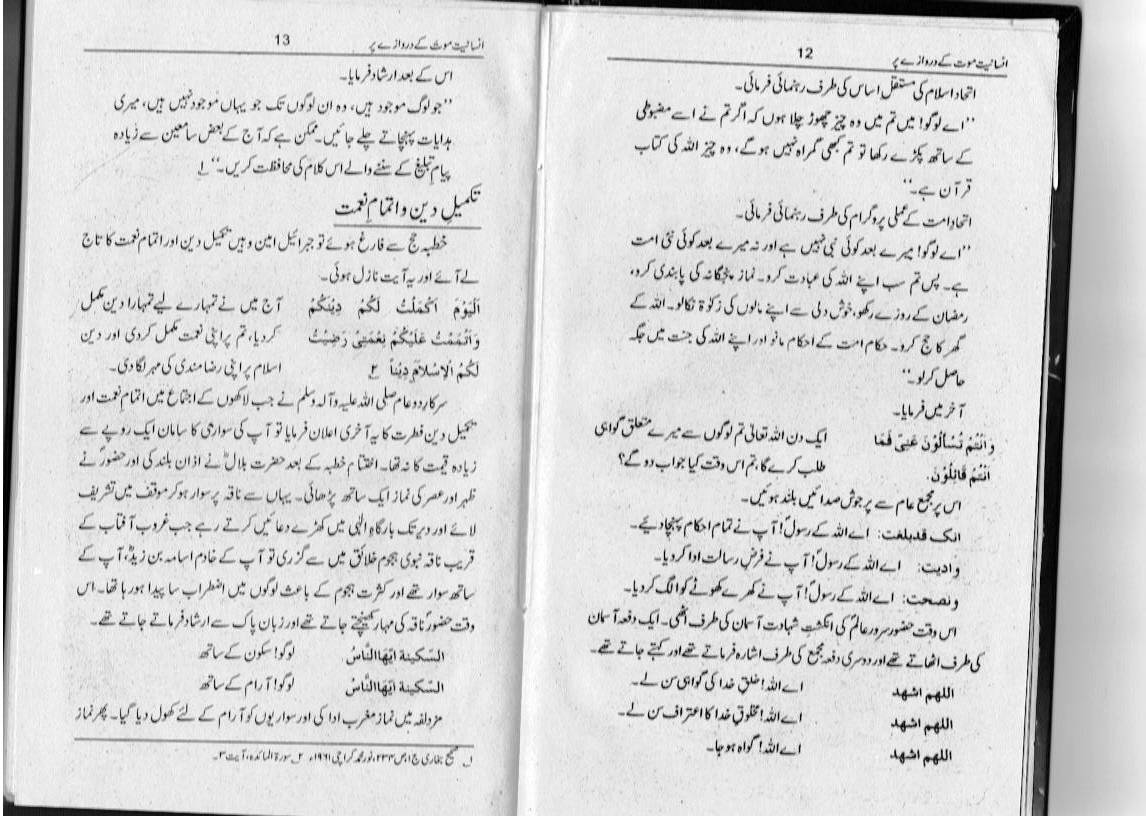 انسانیت موت کے دروازے پر
12
اتحاد اسلام کی مستقل اساس کی طرف رہنمائی فرمائی۔
’’اے لوگو! میں تم میں وہ چیز چھوڑ چلا ہوں کہ اگر تم نے اسے مضبوطی
کے ساتھ پکڑے رکھا تو تم کبھی گمراہ نہیں ہو گے، وہ چیز اللہ کی کتاب
قرآن ہے۔‘‘
اتحاد امت کے عملی پروگرام کی طرف رہنمائی فرمائی۔
’’اے لوگو! میرے بعد کوئی نبی نہیں ہے اور نہ میرے بعد کوئی نئی امت
ہے۔ پس تم سب اپنے اللہ کی عبادت کرو۔ نماز پنجگانہ کی پابندی کرو،
رمضان کے روزے رکھو، خوش دلی سے اپنے مالوں کی زکوٰۃ نکالو۔ اللہ کے
گھر کا حج کرو۔ حکام امت کے احکام مانو اور اپنے اللہ کی جنت میں جگہ
حاصل کر لو۔‘‘
آخر میں فرمایا۔
وَاَنْتُمْ تُسْاَلُوْنَ عَنِّیْ فَمَا ایک دن اللہ تعالیٰ تم لوگوں سے میرے متعلق گواہی
اَنْتُمْ قَائِلُوْنَ. طلب کرے گا، تم اس وقت کیا جواب دو گے؟
اس پر مجمع عام سے پر جوش صدائیں بلند ہوئیں۔
انک قد بلغت: اے اللہ کے رسولؐ! آپ نے تمام احکام پہنچا دیے۔
وادیت: اے اللہ کے رسولؐ! آپ نے فرض رسالت ادا کر دیا۔
ونصحت: اے اللہ کے رسولؐ! آپ نے کھرے کھوٹے کو الگ کر دیا۔
اس وقت حضور سرور عالمؐ کی انگشتِ شہادت آسمان کی طرف اٹھی۔ ایک دفعہ آسمان
کی طرف اٹھاتے تھے اور دوسری دفعہ مجمع کی طرف اشارہ فرماتے تھے اور کہتے جاتے تھے۔
اللھم اشھد اے اللہ! خلقِ خدا کی گواہی سن لے۔
اللھم اشھد اے اللہ! مخلوقِ خدا کا اعتراف سن لے۔
اللھم اشھد اے اللہ! گواہ ہو جا۔
انسانیت موت کے دروازے پر
13
اس کے بعد ارشاد فرمایا۔
’’جو لوگ موجود ہیں، وہ ان لوگوں تک جو یہاں موجود نہیں ہیں، میری
ہدایات پہنچاتے چلے جائیں۔ ممکن ہے کہ آج کے بعض سامعین سے زیادہ
پیام تبلیغ کے سننے والے اس کلام کی محافظت کریں۔‘‘ ۱
تکمیلِ دین و اتمامِ نعمت
خطبہ حج سے فارغ ہوئے تو جبرائیل امین وہیں تکمیل دین اور اتمام نعمت کا تاج
لے آئے اور یہ آیت نازل ہوئی۔
اَلْیَوْمَ اَکْمَلْتُ لَکُمْ دِیْنَکُمْ آج میں نے تمہارے لیے تمہارا دین مکمل
وَاَتْمَمْتُ عَلَیْکُمْ نِعْمَتِیْ رَضِیْتُ کر دیا، تم پر اپنی نعمت مکمل کر دی اور دین
لَکُمُ الْاِسْلَامَ دِیْنًا ۲ اسلام پر اپنی رضامندی کی مہر لگا دی۔
سرکار دو عام صلی اللہ علیہ وآلہ وسلم نے جب لاکھوں کے اجتماع میں اتمام نعمت اور
تکمیل دین فطرت کا یہ آخری اعلان فرمایا تو آپ کی سواری کا سامان ایک روپے سے
زیادہ قیمت کا نہ تھا۔ اختتام خطبہ کے بعد حضرت بلالؓ نے اذان بلند کی اور حضورؐ نے
ظہر اور عصر کی نماز ایک ساتھ پڑھائی۔ یہاں سے ناقہ پر سوار ہو کر موقف میں تشریف
لائے اور دیر تک بارگاہِ الٰہی میں کھڑے دعائیں کرتے رہے جب غروب آفتاب کے
قریب ناقہ نبوی ہجوم خلائق میں سے گزری تو آپ کے خادم اسامہ بن زیدؓ، آپ کے
ساتھ سوار تھے اور کثرت ہجوم کے باعث لوگوں میں اضطراب سا پیدا ہو رہا تھا۔ اس
وقت حضورؐ ناقہ کی مہار کھینچتے جاتے تھے اور زبان پاک سے ارشاد فرماتے جاتے تھے۔
السَّکینة ایّھَا النَّاسُ لوگو! سکون کے ساتھ
السَّکینة ایّھَا النَّاسُ لوگو! آرام کے ساتھ
مزدلفہ میں نماز مغرب ادا کی اور سواریوں کو آرام کے لئے کھول دیا گیا۔ پھر نماز
۱ صحیح بخاری ج ۱ ص ۲۳۴، نور محمد کراچی ۱۹۶۱ء ۲ سورۃ المائدہ، آیت ۳۔